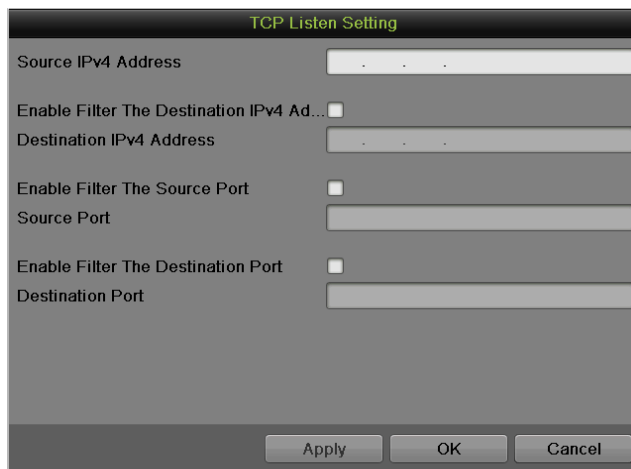 TCP Listen Setting
Source IPv4 Address . . .
Enable Filter The Destination IPv4 Ad...
Destination IPv4 Address . . .
Enable Filter The Source Port
Source Port
Enable Filter The Destination Port
Destination Port
Apply OK Cancel